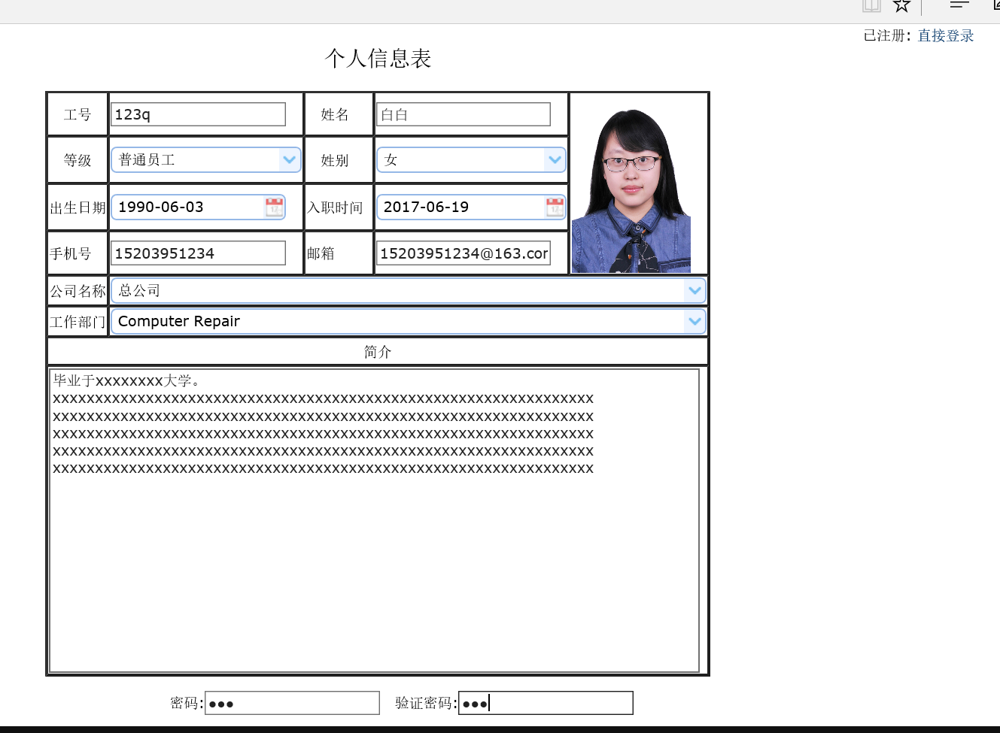 已注册: 直接登录
个人信息表
工号 123q 姓名 白白
等级 普通员工 姓别 女
出生日期 1990-06-03 入职时间 2017-06-19
手机号 15203951234 邮箱 15203951234@163.cor
公司名称 总公司
工作部门 Computer Repair
简介
毕业于xxxxxxxx大学。
xxxxxxxxxxxxxxxxxxxxxxxxxxxxxxxxxxxxxxxxxxxxxxxxxxxxxxxxxxxxxxxx
xxxxxxxxxxxxxxxxxxxxxxxxxxxxxxxxxxxxxxxxxxxxxxxxxxxxxxxxxxxxxxxx
xxxxxxxxxxxxxxxxxxxxxxxxxxxxxxxxxxxxxxxxxxxxxxxxxxxxxxxxxxxxxxxx
xxxxxxxxxxxxxxxxxxxxxxxxxxxxxxxxxxxxxxxxxxxxxxxxxxxxxxxxxxxxxxxx
xxxxxxxxxxxxxxxxxxxxxxxxxxxxxxxxxxxxxxxxxxxxxxxxxxxxxxxxxxxxxxxx
密码:●●● 验证密码:●●●